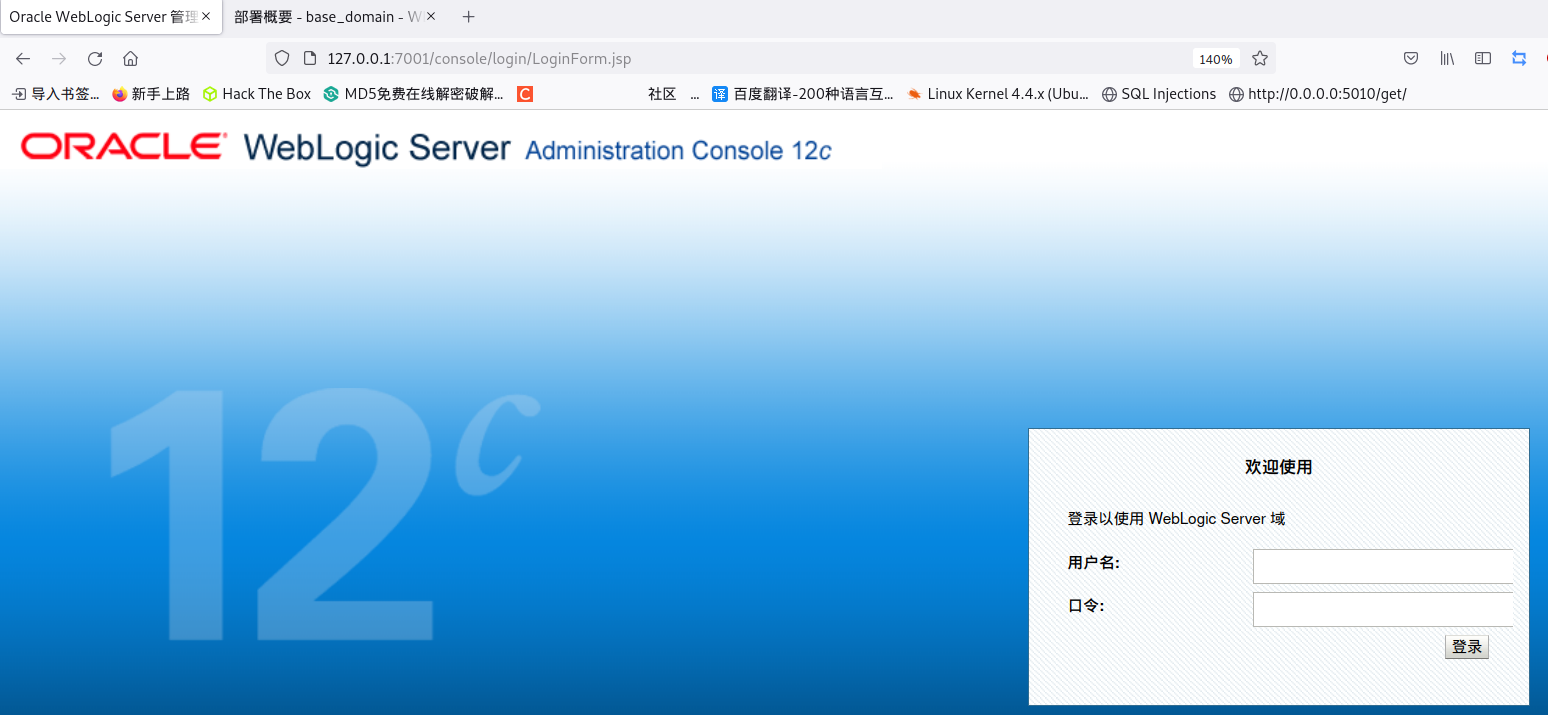 Oracle WebLogic Server 管理
部署概要 - base_domain - W
127.0.0.1:7001/console/login/LoginForm.jsp
140%
导入书签...
新手上路
Hack The Box
MD5免费在线解密破解...
C
社区
...
译
百度翻译-200种语言互...
Linux Kernel 4.4.x (Ubu...
SQL Injections
http://0.0.0.0:5010/get/
ORACLE WebLogic Server Administration Console 12c
12c
欢迎使用
登录以使用 WebLogic Server 域
用户名:
口令:
登录